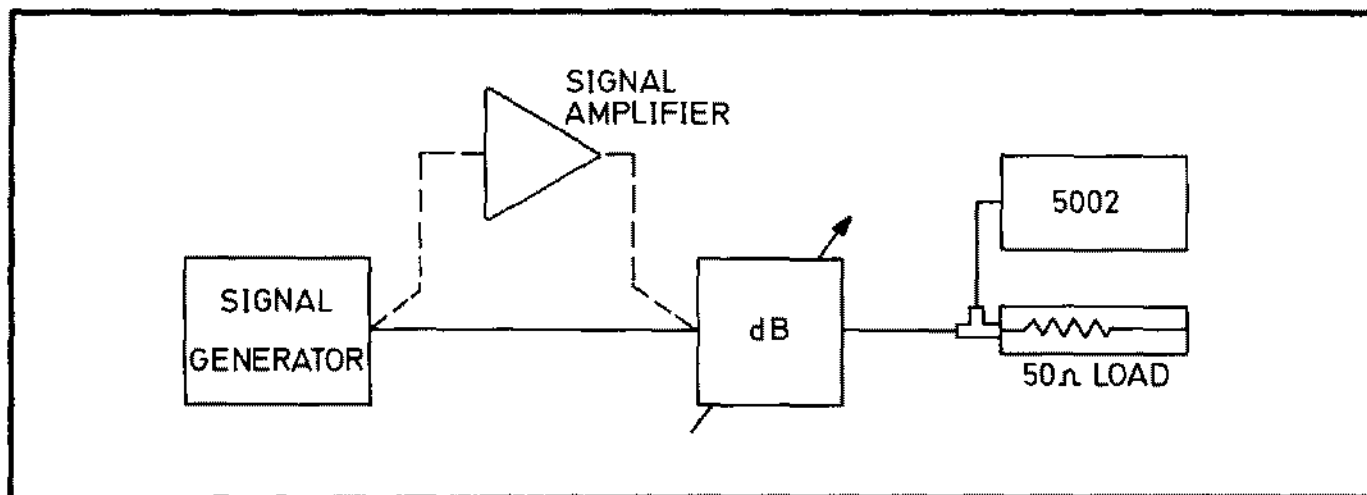 SIGNAL
AMPLIFIER
5002
SIGNAL
GENERATOR
dB
50Ω LOAD